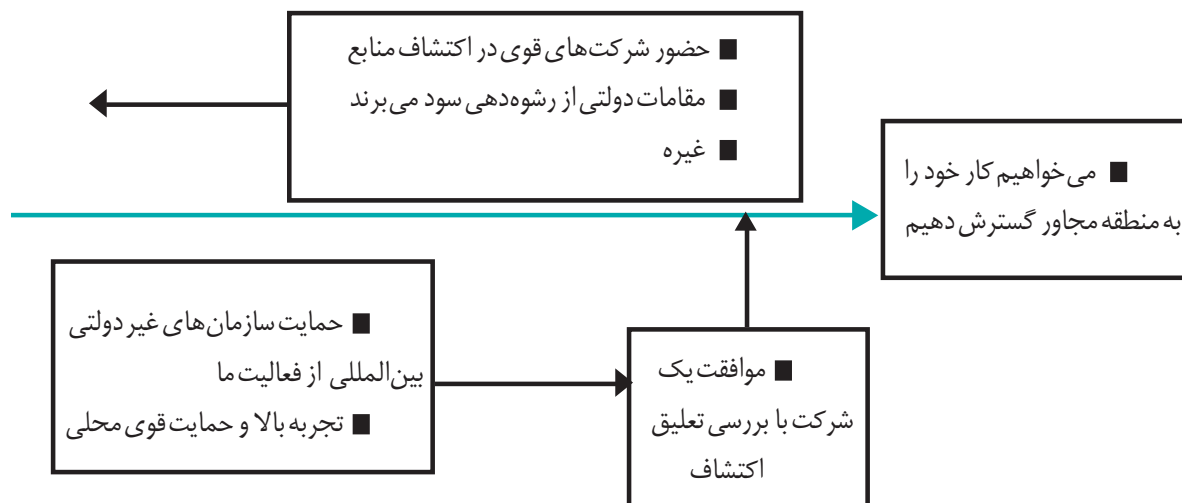 ■ حضور شرکت‌های قوی در اکتشاف منابع
■ مقامات دولتی از رشوه‌دهی سود می‌برند
■ غیره
■ می‌خواهیم کار خود را
به منطقه مجاور گسترش دهیم
■ حمایت سازمان‌های غیر دولتی
بین‌المللی از فعالیت ما
■ تجربه بالا و حمایت قوی محلی
■ موافقت یک
شرکت با بررسی تعلیق
اکتشاف